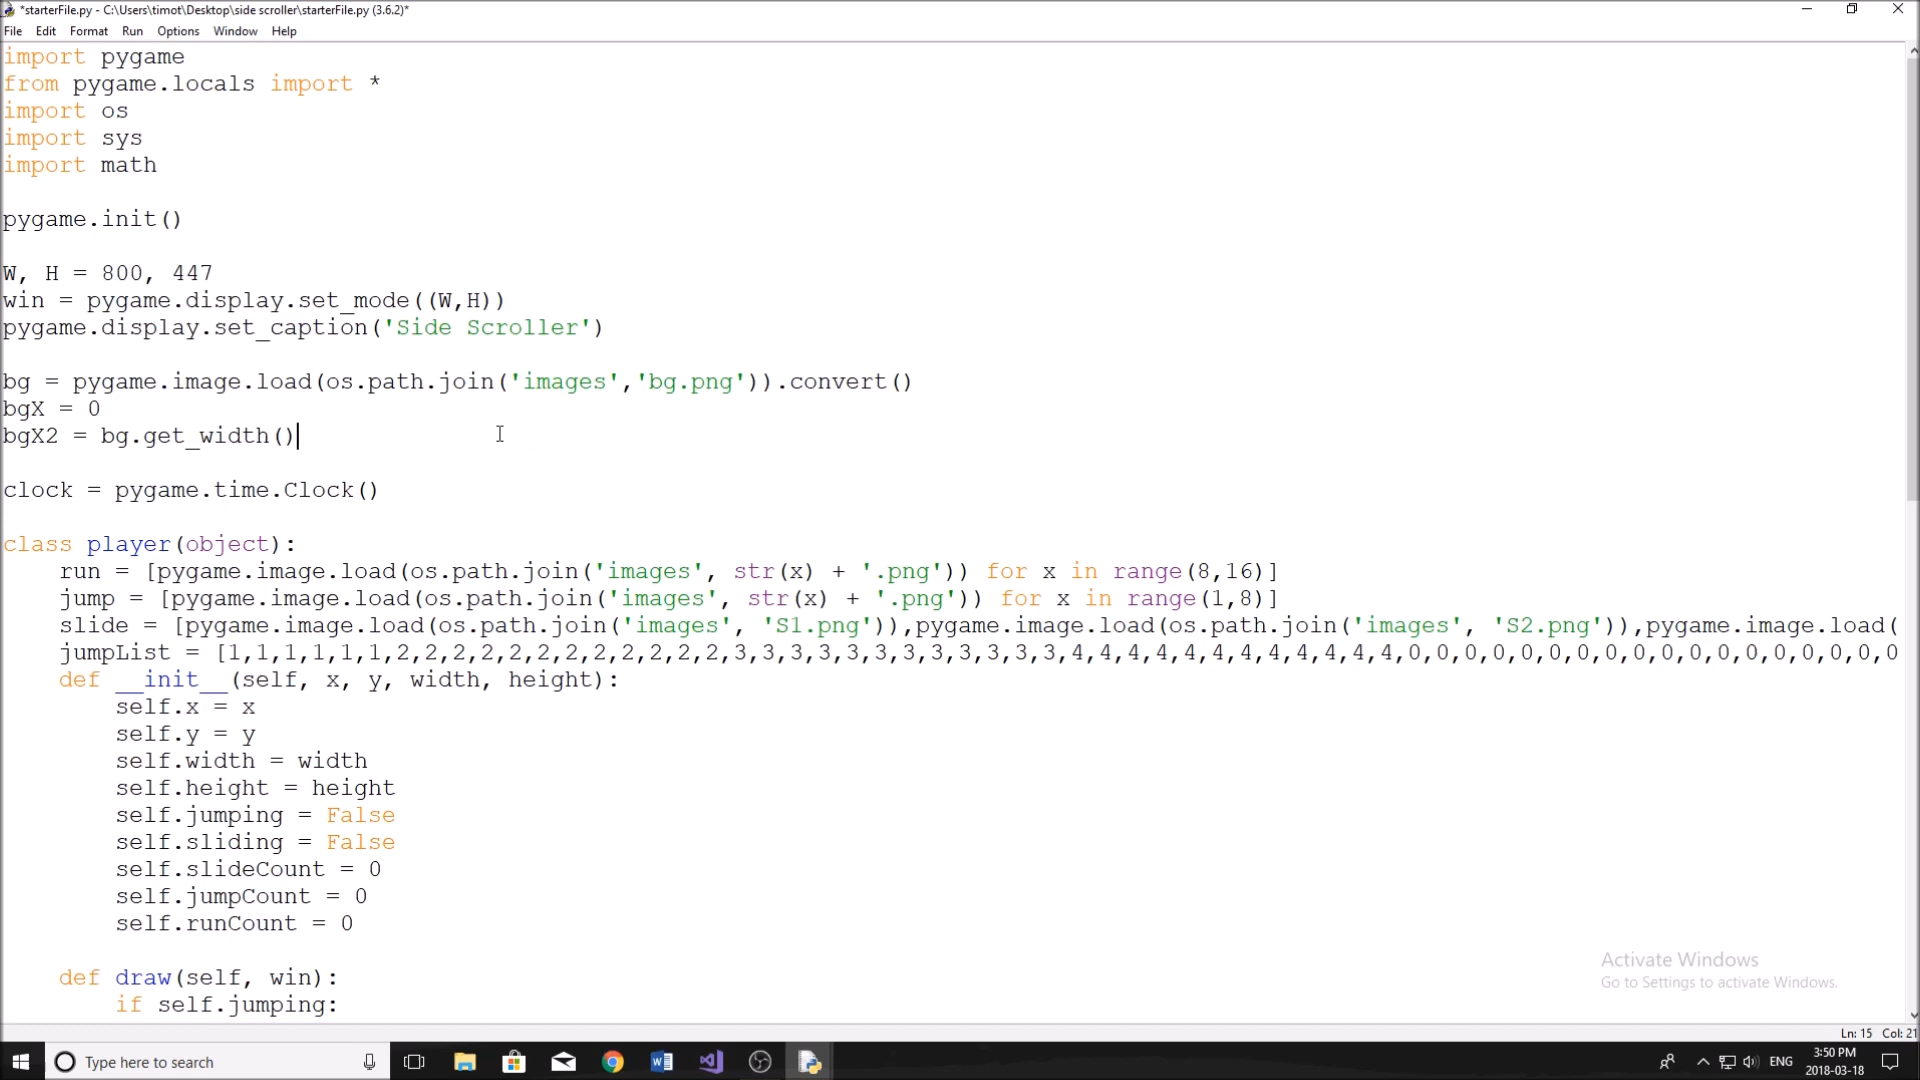 *starterFile.py - C:\Users\timot\Desktop\side scroller\starterFile.py (3.6.2)*
File Edit Format Run Options Window Help
import pygame
from pygame.locals import *
import os
import sys
import math
pygame.init()
W, H = 800, 447
win = pygame.display.set_mode((W,H))
pygame.display.set_caption('Side Scroller')
bg = pygame.image.load(os.path.join('images','bg.png')).convert()
bgX = 0
bgX2 = bg.get_width()
clock = pygame.time.Clock()
class player(object):
    run = [pygame.image.load(os.path.join('images', str(x) + '.png')) for x in range(8,16)]
    jump = [pygame.image.load(os.path.join('images', str(x) + '.png')) for x in range(1,8)]
    slide = [pygame.image.load(os.path.join('images', 'S1.png')),pygame.image.load(os.path.join('images', 'S2.png')),pygame.image.load(
    jumpList = [1,1,1,1,1,1,2,2,2,2,2,2,2,2,2,2,2,2,3,3,3,3,3,3,3,3,3,3,3,3,4,4,4,4,4,4,4,4,4,4,4,4,0,0,0,0,0,0,0,0,0,0,0,0,0,0,0,0,0,0
    def __init__(self, x, y, width, height):
        self.x = x
        self.y = y
        self.width = width
        self.height = height
        self.jumping = False
        self.sliding = False
        self.slideCount = 0
        self.jumpCount = 0
        self.runCount = 0
    def draw(self, win):
        if self.jumping:
Activate Windows
Go to Settings to activate Windows.
Ln: 15 Col: 21
Type here to search
ENG
3:50 PM
2018-03-18